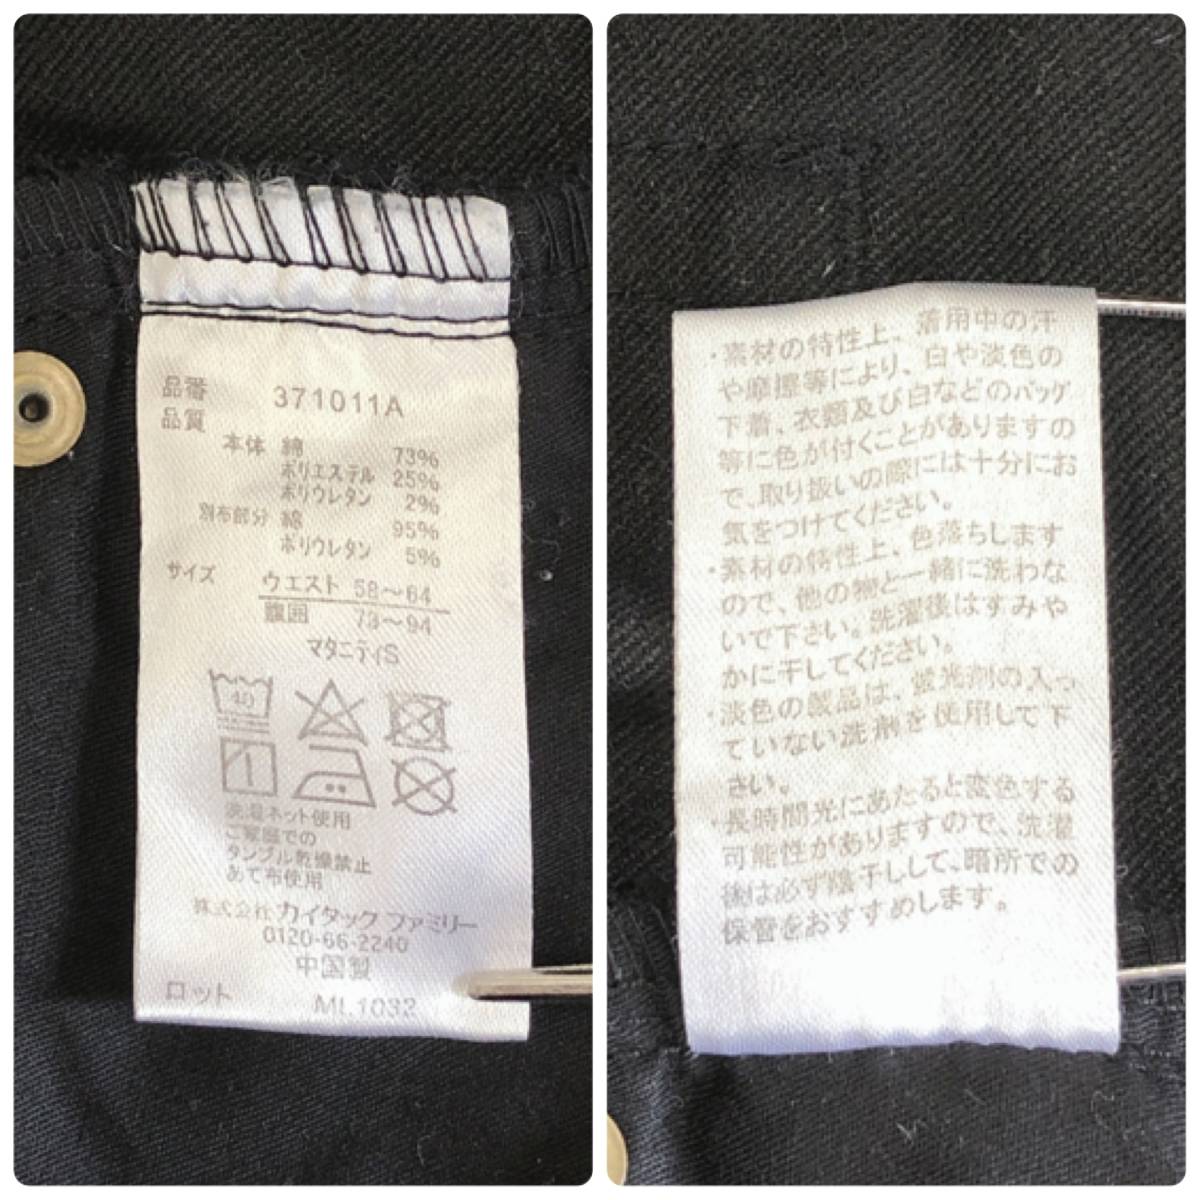 品番 371011A
品質
本体 綿 73%
ポリエステル 25%
ポリウレタン 2%
別布部分 綿 95%
ポリウレタン 5%
サイズ
ウエスト 58～64
腹囲 73～94
マタニティS
40
洗濯ネット使用
ご家庭での
タンブル乾燥禁止
あて布使用
株式会社カイタックファミリー
0120-66-2240
中国製
ロット ML1032
・素材の特性上、着用中の汗
や摩擦等により、白や淡色の
下着、衣類及び白などのバッグ
等に色が付くことがありますの
で、取り扱いの際には十分にお
気をつけてください。
・素材の特性上、色落ちします
ので、他の物と一緒に洗わな
いで下さい。洗濯後はすみや
かに干してください。
・淡色の製品は、蛍光剤の入っ
ていない洗剤を使用して下
さい。
・長時間光にあたると変色する
可能性がありますので、洗濯
後は必ず陰干しして、暗所での
保管をおすすめします。